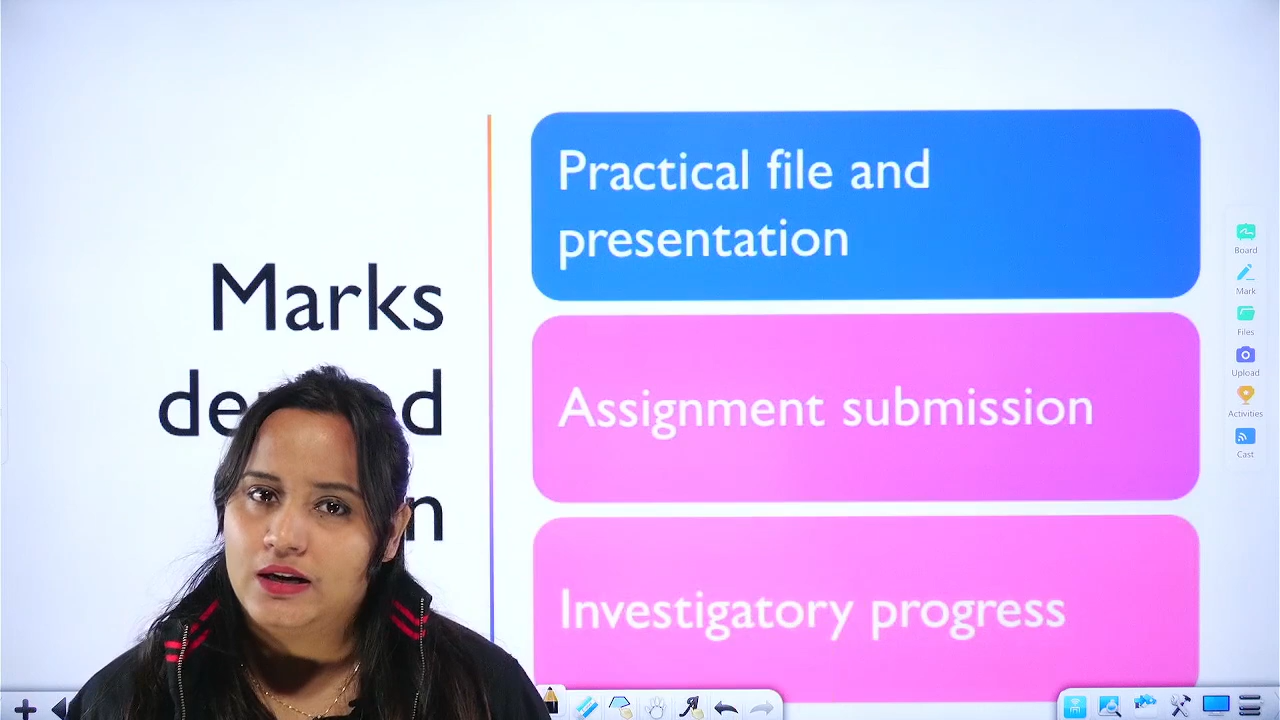 Marks
Practical file and
presentation
Assignment submission
Investigatory progress
Board
Mark
Files
Upload
Activities
Cast